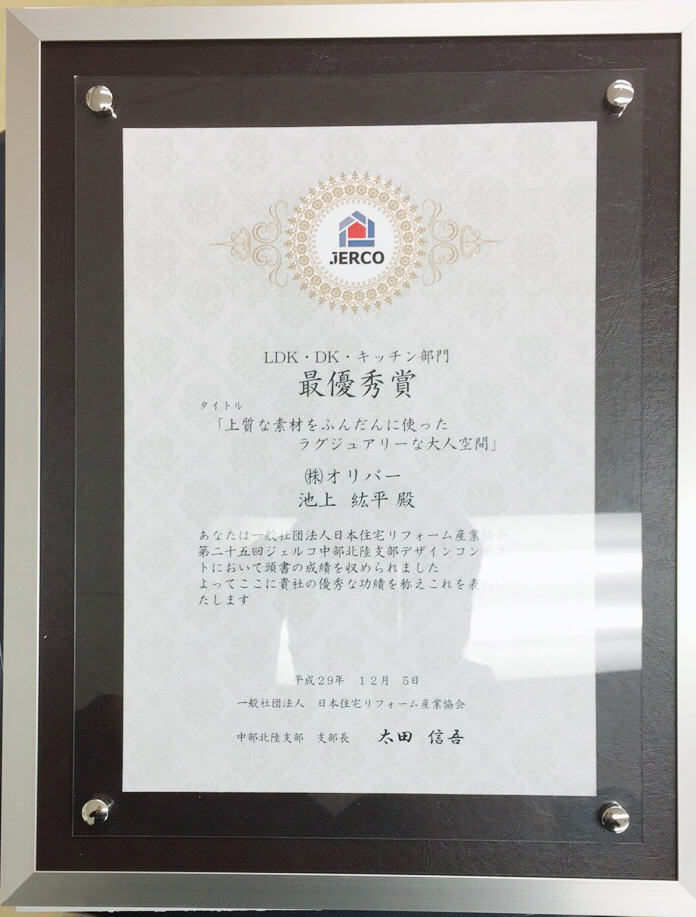 JERCO
LDK・DK・キッチン部門
最優秀賞
タイトル
「上質な素材をふんだんに使った
ラグジュアリーな大人空間」
㈱オリバー
池上 紘平 殿
あなたは一般社団法人日本住宅リフォーム産業協会
第二十五回ジェルコ中部北陸支部デザインコンテス
トにおいて頭書の成績を収められました
よってここに貴社の優秀な功績を称えこれを表彰い
たします
平成29年 12月 5日
一般社団法人 日本住宅リフォーム産業協会
中部北陸支部 支部長 太田 信吾